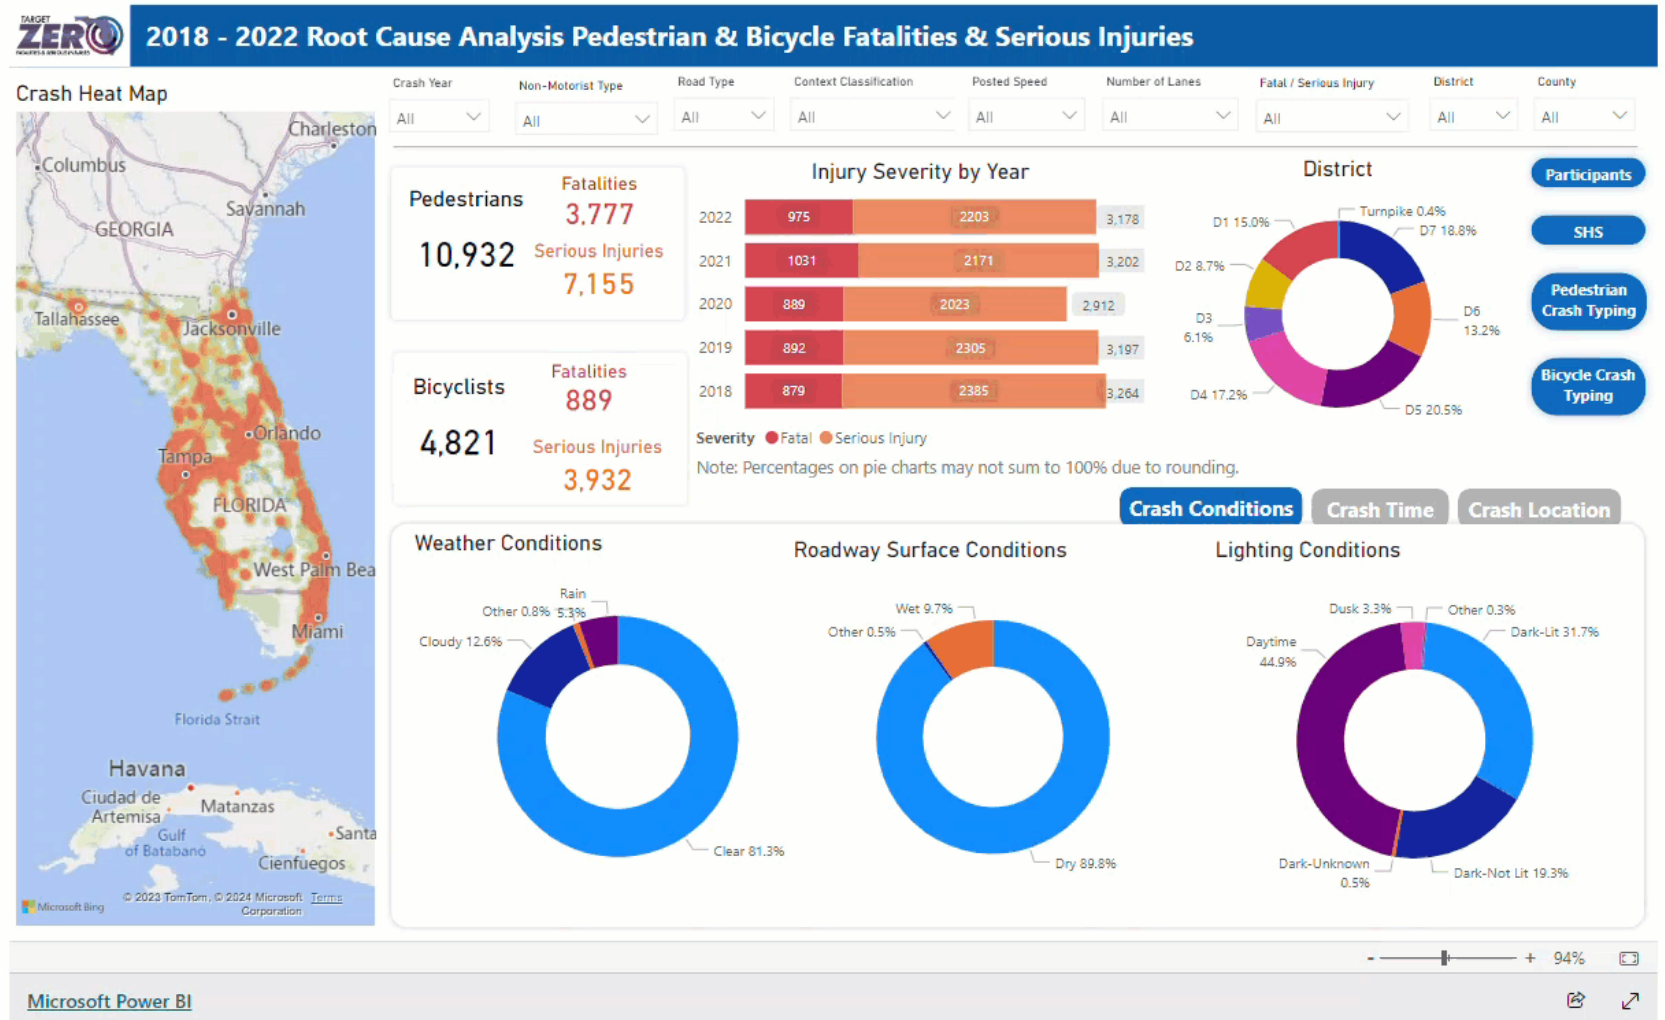 TARGET
ZERO
FATALITIES & SERIOUS INJURIES
2018 - 2022 Root Cause Analysis Pedestrian & Bicycle Fatalities & Serious Injuries
Crash Heat Map
Charleston
Columbus
Savannah
GEORGIA
Tallahassee
Jacksonville
Orlando
Tampa
FLORIDA
West Palm Bea
Miami
Florida Strait
Havana
Ciudad de
Artemisa
Matanzas
Santa
Gulf
of Batabanó
Cienfuegos
Microsoft Bing
© 2023 TomTom, © 2024 Microsoft Terms
Corporation
Crash Year
All
Non-Motorist Type
All
Road Type
All
Context Classification
All
Posted Speed
All
Number of Lanes
All
Fatal / Serious Injury
All
District
All
County
All
Pedestrians
10,932
Fatalities
3,777
Serious Injuries
7,155
Bicyclists
4,821
Fatalities
889
Serious Injuries
3,932
Injury Severity by Year
2022 975 2203 3,178
2021 1031 2171 3,202
2020 889 2023 2,912
2019 892 2305 3,197
2018 879 2385 3,264
Severity Fatal Serious Injury
Note: Percentages on pie charts may not sum to 100% due to rounding.
District
Turnpike 0.4%
D7 18.8%
D6
13.2%
D5 20.5%
D4 17.2%
D3
6.1%
D2 8.7%
D1 15.0%
Participants
SHS
Pedestrian
Crash Typing
Bicycle Crash
Typing
Crash Conditions
Crash Time
Crash Location
Weather Conditions
Rain
5.3%
Other 0.8%
Cloudy 12.6%
Clear 81.3%
Roadway Surface Conditions
Wet 9.7%
Other 0.5%
Dry 89.8%
Lighting Conditions
Dusk 3.3%
Other 0.3%
Dark-Lit 31.7%
Daytime
44.9%
Dark-Unknown
0.5%
Dark-Not Lit 19.3%
- + 94%
Microsoft Power BI